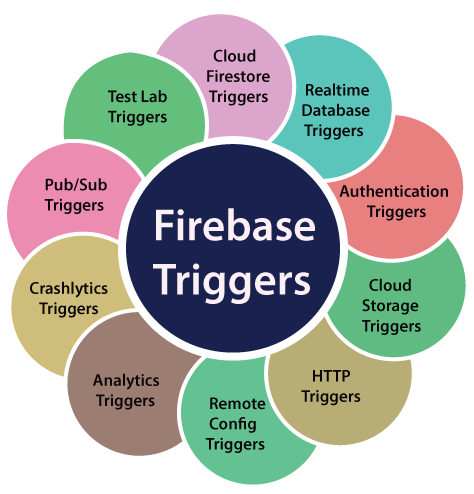 Firebase
Triggers
Cloud
Firestore
Triggers
Realtime
Database
Triggers
Authentication
Triggers
Cloud
Storage
Triggers
HTTP
Triggers
Remote
Config
Triggers
Analytics
Triggers
Crashlytics
Triggers
Pub/Sub
Triggers
Test Lab
Triggers